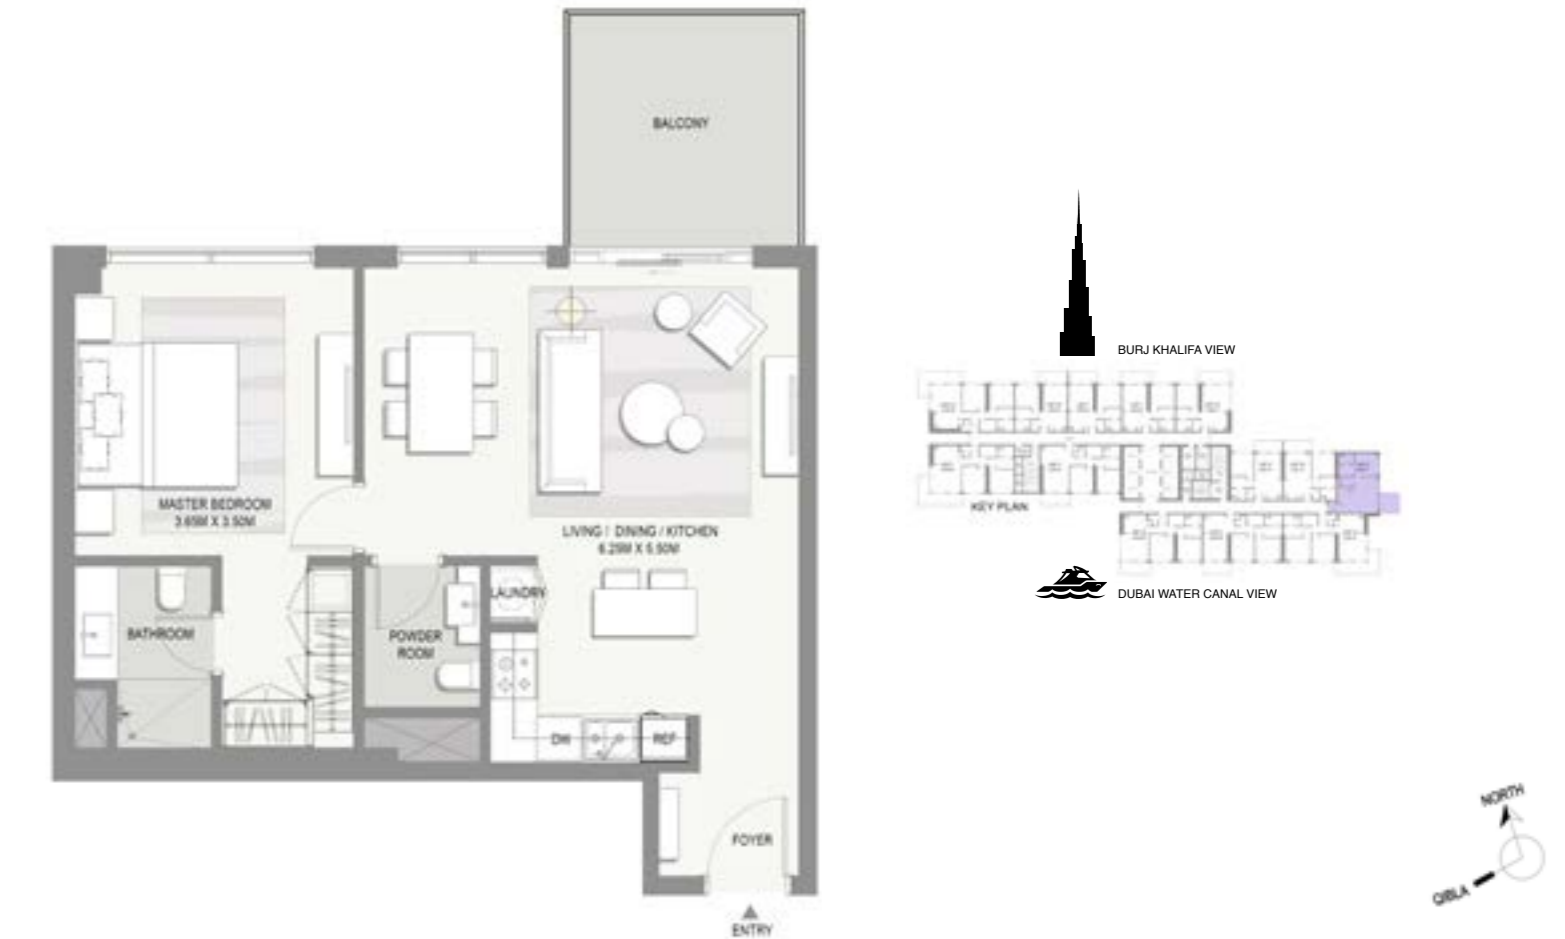 BALCONY
MASTER BEDROOM
3.65M X 3.50M
LIVING / DINING / KITCHEN
6.25M X 5.50M
LAUNDRY
BATHROOM
POWDER
ROOM
DW
REF
FOYER
ENTRY
BURJ KHALIFA VIEW
KEY PLAN
DUBAI WATER CANAL VIEW
NORTH
QIBLA